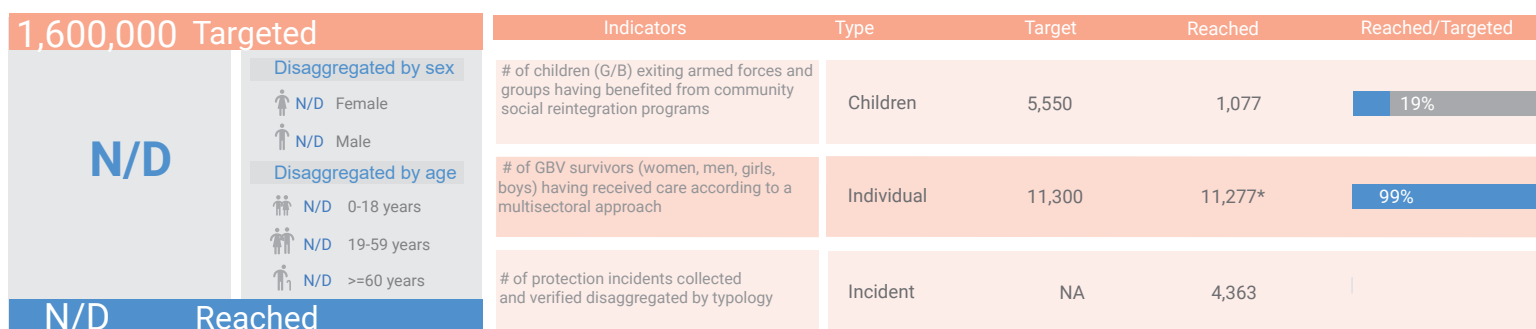 1,600,000 Targeted
Disaggregated by sex
N/D Female
N/D Male
N/D
Disaggregated by age
N/D 0-18 years
N/D 19-59 years
N/D >=60 years
N/D Reached
Indicators Type Target Reached Reached/Targeted
# of children (G/B) exiting armed forces and
groups having benefited from community
social reintegration programs
Children 5,550 1,077 19%
# of GBV survivors (women, men, girls,
boys) having received care according to a
multisectoral approach
Individual 11,300 11,277* 99%
# of protection incidents collected
and verified disaggregated by typology
Incident NA 4,363